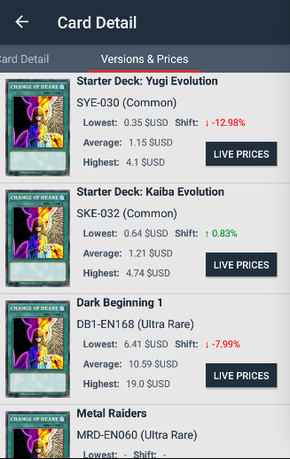 Card Detail
Card Detail Versions & Prices
CHANGE OF HEART
Starter Deck: Yugi Evolution
SYE-030 (Common)
Lowest: 0.35 $USD Shift: ↓ -12.98%
Average: 1.15 $USD
Highest: 4.1 $USD
LIVE PRICES
CHANGE OF HEART
Starter Deck: Kaiba Evolution
SKE-032 (Common)
Lowest: 0.64 $USD Shift: ↑ 0.83%
Average: 1.21 $USD
Highest: 4.74 $USD
LIVE PRICES
CHANGE OF HEART
Dark Beginning 1
DB1-EN168 (Ultra Rare)
Lowest: 6.41 $USD Shift: ↓ -7.99%
Average: 10.59 $USD
Highest: 19.0 $USD
LIVE PRICES
CHANGE OF HEART
Metal Raiders
MRD-EN060 (Ultra Rare)
Lowest: - Shift: -